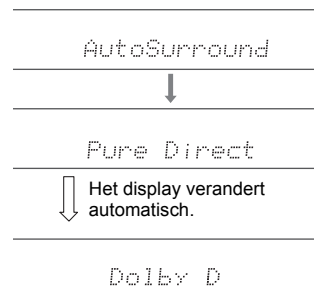 AutoSurround
Pure Direct
Het display verandert
automatisch.
Dolby D